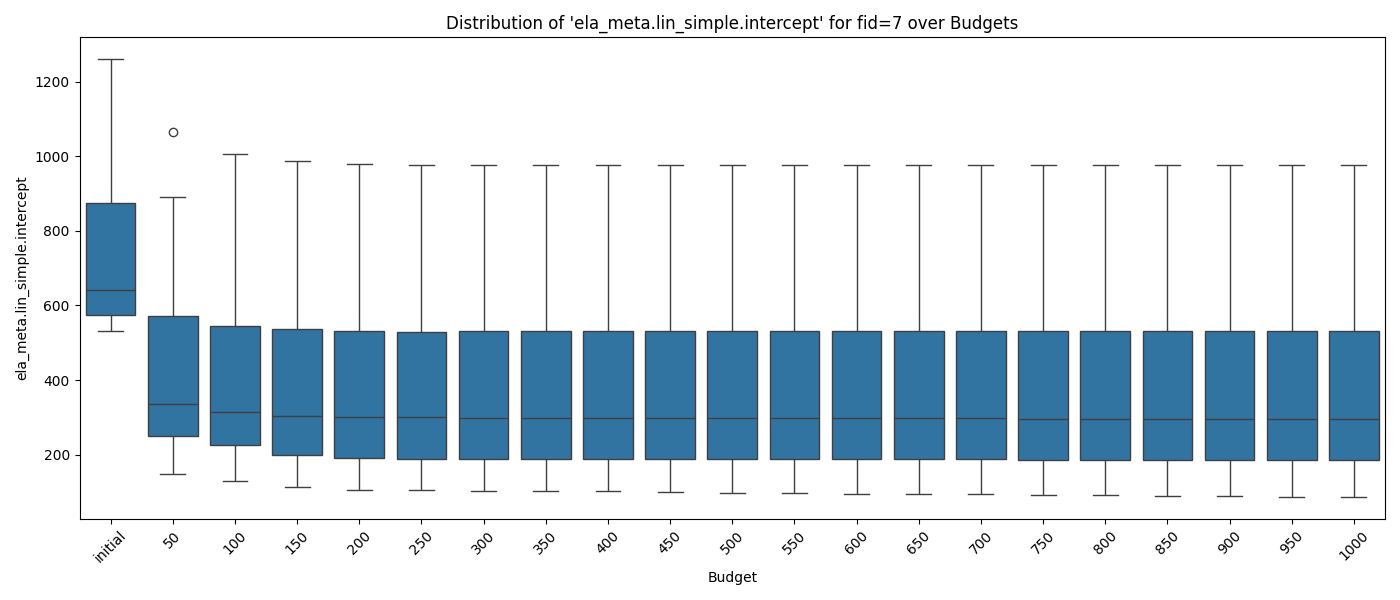 Distribution of 'ela_meta.lin_simple.intercept' for fid=7 over Budgets
ela_meta.lin_simple.intercept
1200
1000
800
600
400
200
initial 50 100 150 200 250 300 350 400 450 500 550 600 650 700 750 800 850 900 950 1000
Budget